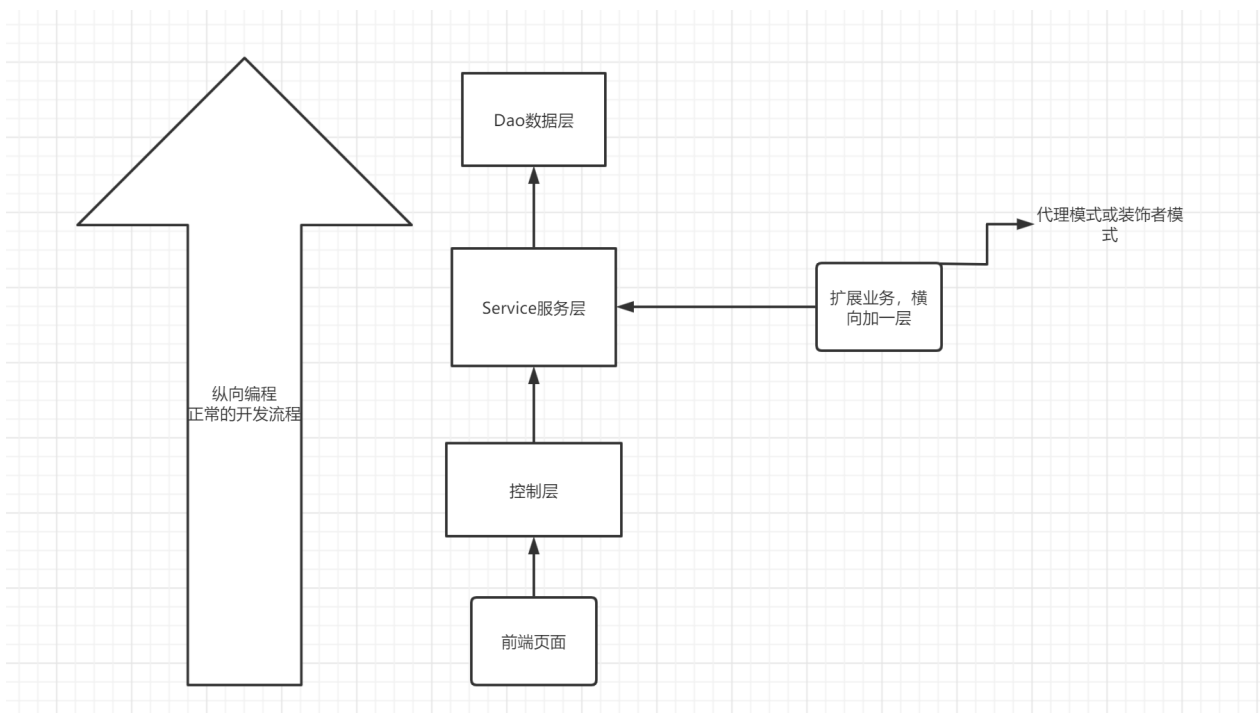 Dao数据层
代理模式或装饰者模
式
Service服务层
扩展业务，横
向加一层
纵向编程
正常的开发流程
控制层
前端页面